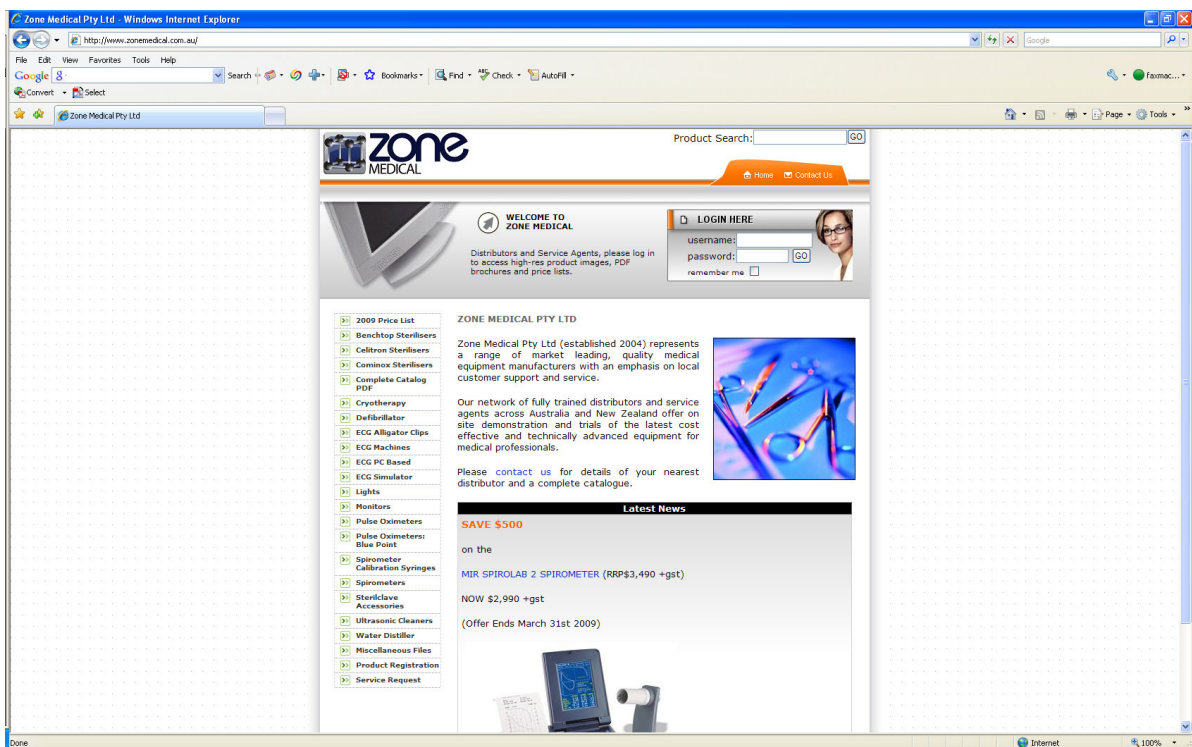 Zone Medical Pty Ltd - Windows Internet Explorer
http://www.zonemedical.com.au/
Google
File Edit View Favorites Tools Help
Google
Search
Bookmarks
Find
Check
AutoFill
faxmac...
Convert
Select
Zone Medical Pty Ltd
Page
Tools
ZONE
MEDICAL
Product Search:
GO
Home
Contact Us
WELCOME TO
ZONE MEDICAL
Distributors and Service Agents, please log in
to access high-res product images, PDF
brochures and price lists.
LOGIN HERE
username:
password:
GO
remember me
2009 Price List
Benchtop Sterilisers
Celitron Sterilisers
Cominox Sterilisers
Complete Catalog
PDF
Cryotherapy
Defibrillator
ECG Alligator Clips
ECG Machines
ECG PC Based
ECG Simulator
Lights
Monitors
Pulse Oximeters
Pulse Oximeters:
Blue Point
Spirometer
Calibration Syringes
Spirometers
Sterilclave
Accessories
Ultrasonic Cleaners
Water Distiller
Miscellaneous Files
Product Registration
Service Request
ZONE MEDICAL PTY LTD
Zone Medical Pty Ltd (established 2004) represents
a range of market leading, quality medical
equipment manufacturers with an emphasis on local
customer support and service.
Our network of fully trained distributors and service
agents across Australia and New Zealand offer on
site demonstration and trials of the latest cost
effective and technically advanced equipment for
medical professionals.
Please contact us for details of your nearest
distributor and a complete catalogue.
Latest News
SAVE $500
on the
MIR SPIROLAB 2 SPIROMETER (RRP$3,490 +gst)
NOW $2,990 +gst
(Offer Ends March 31st 2009)
Done
Internet
100%